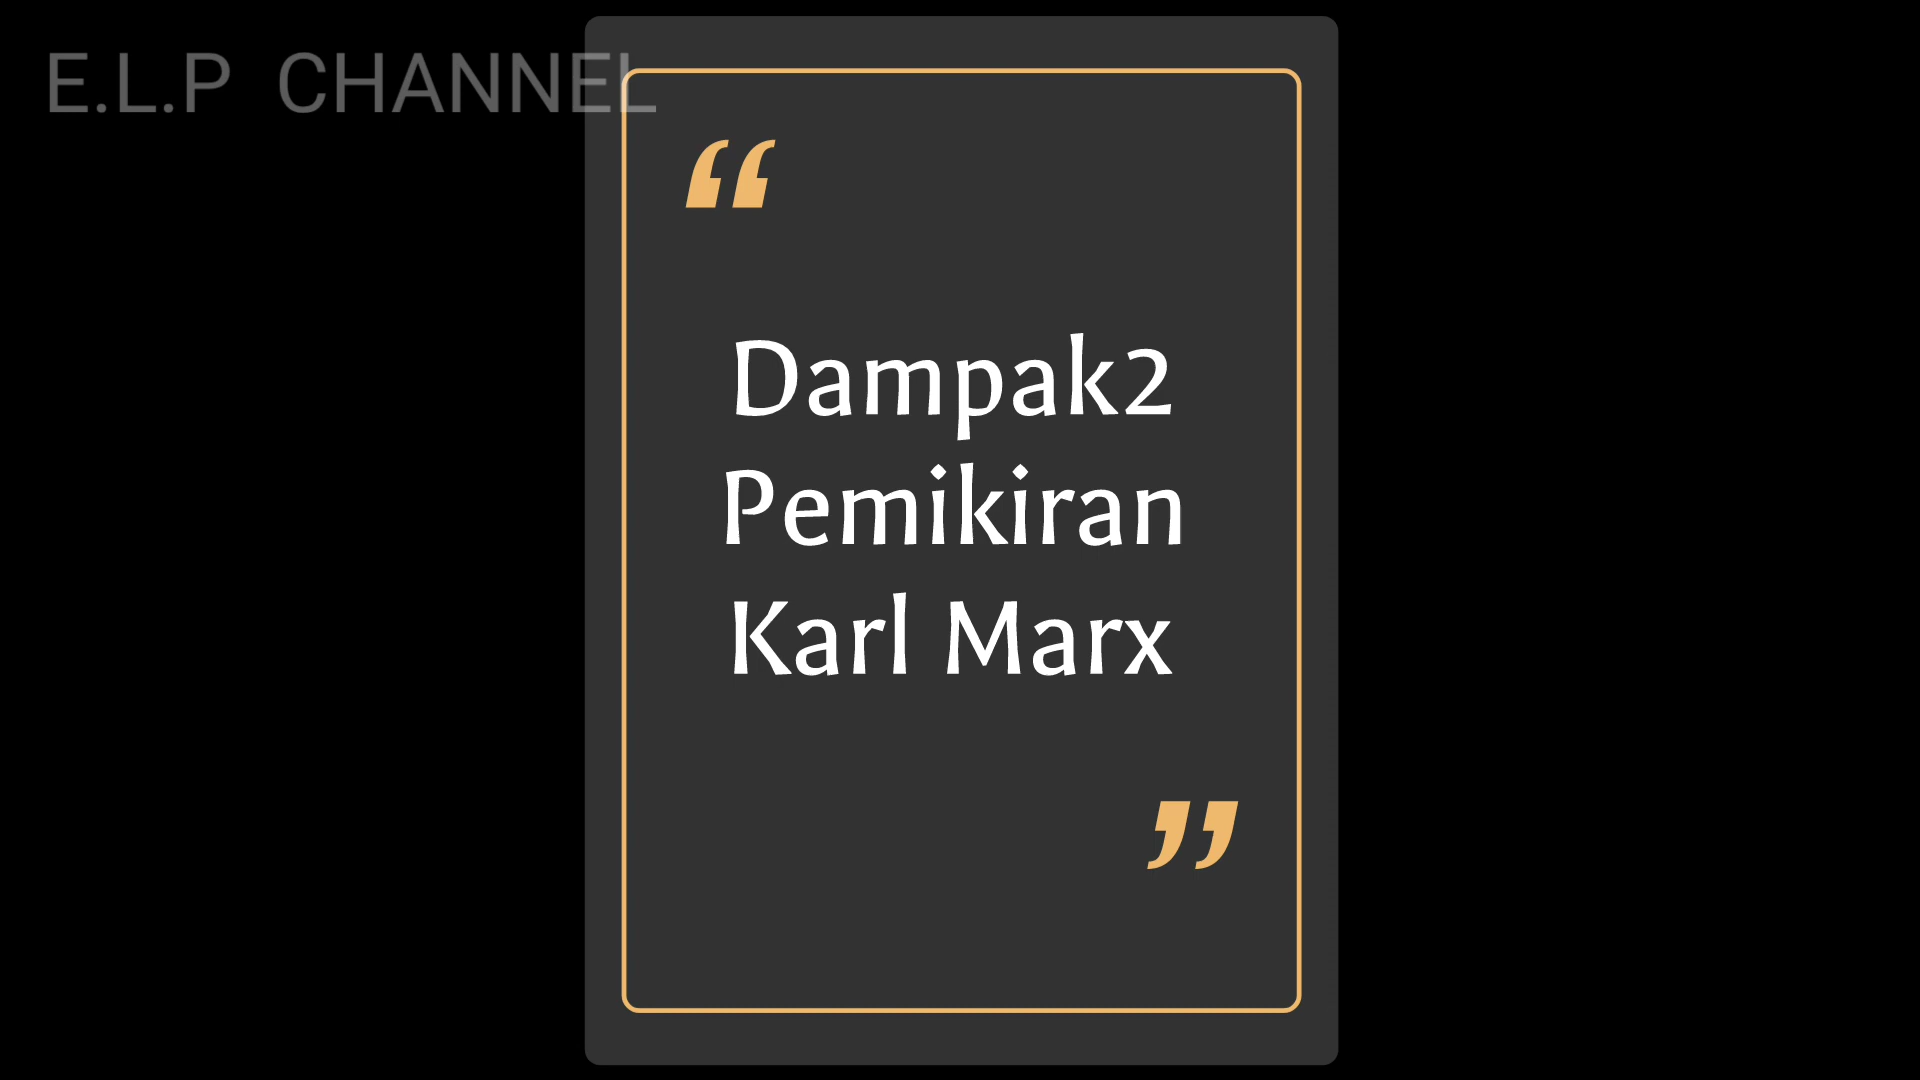 E.L.P CHANNEL
“
Dampak2
Pemikiran
Karl Marx
”